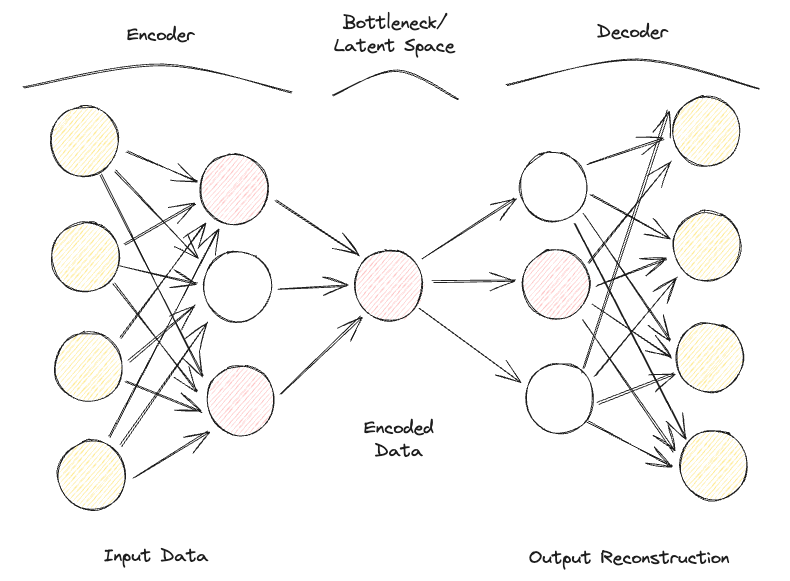 Encoder
Bottleneck/
Latent Space
Decoder
Encoded
Data
Input Data
Output Reconstruction